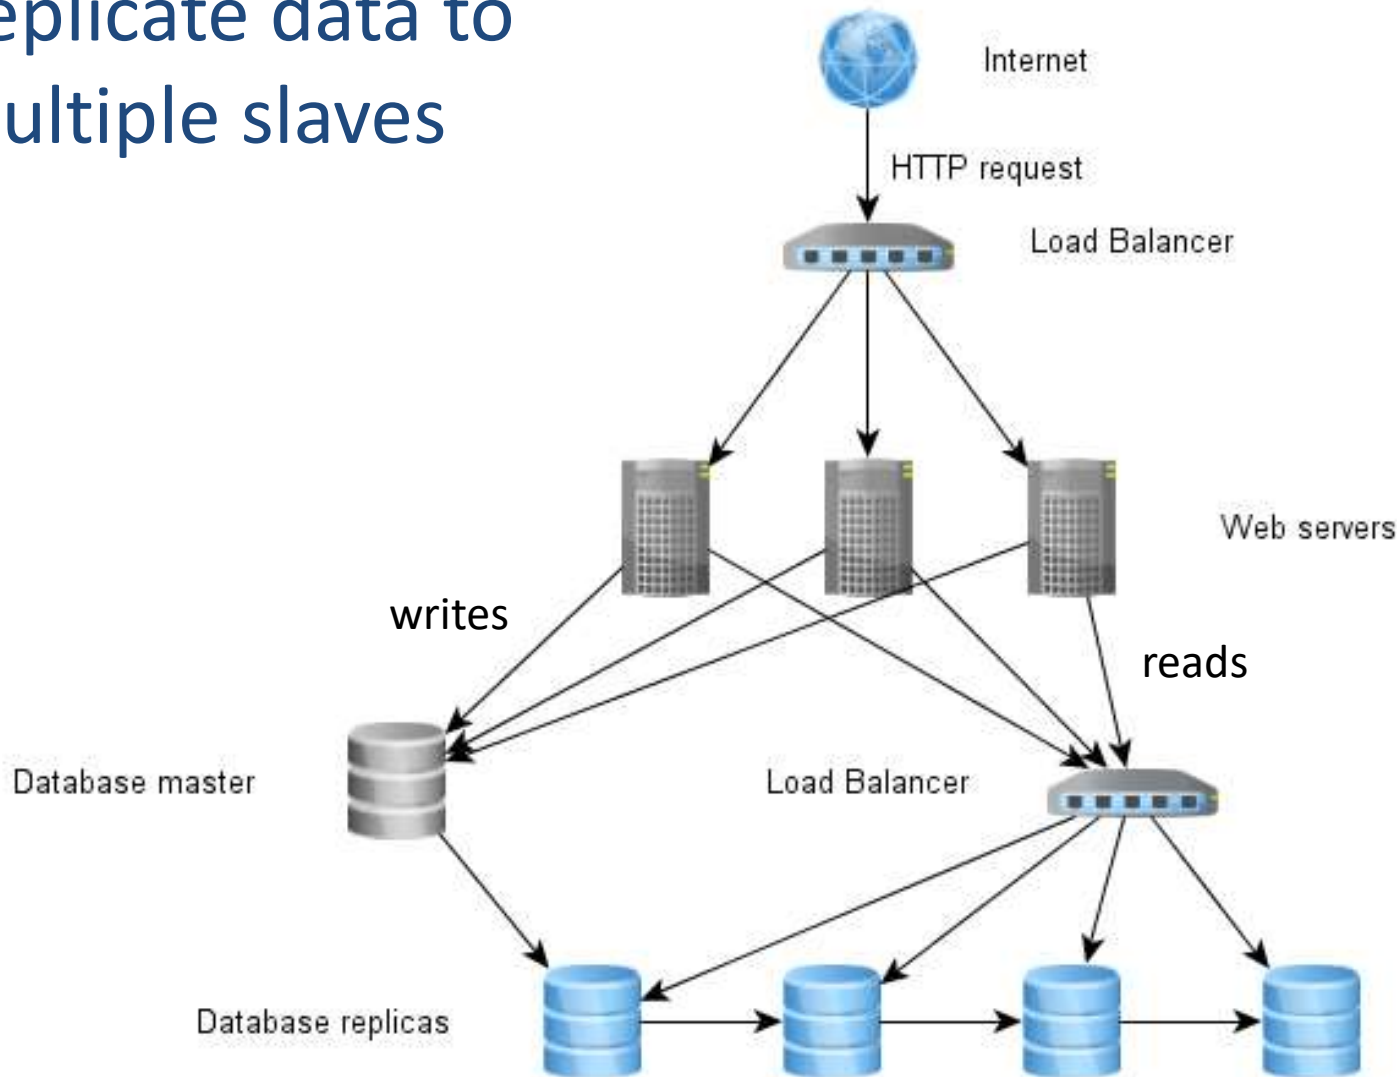 eplicate data to
ultiple slaves
Internet
HTTP request
Load Balancer
Web servers
writes
reads
Database master
Load Balancer
Database replicas